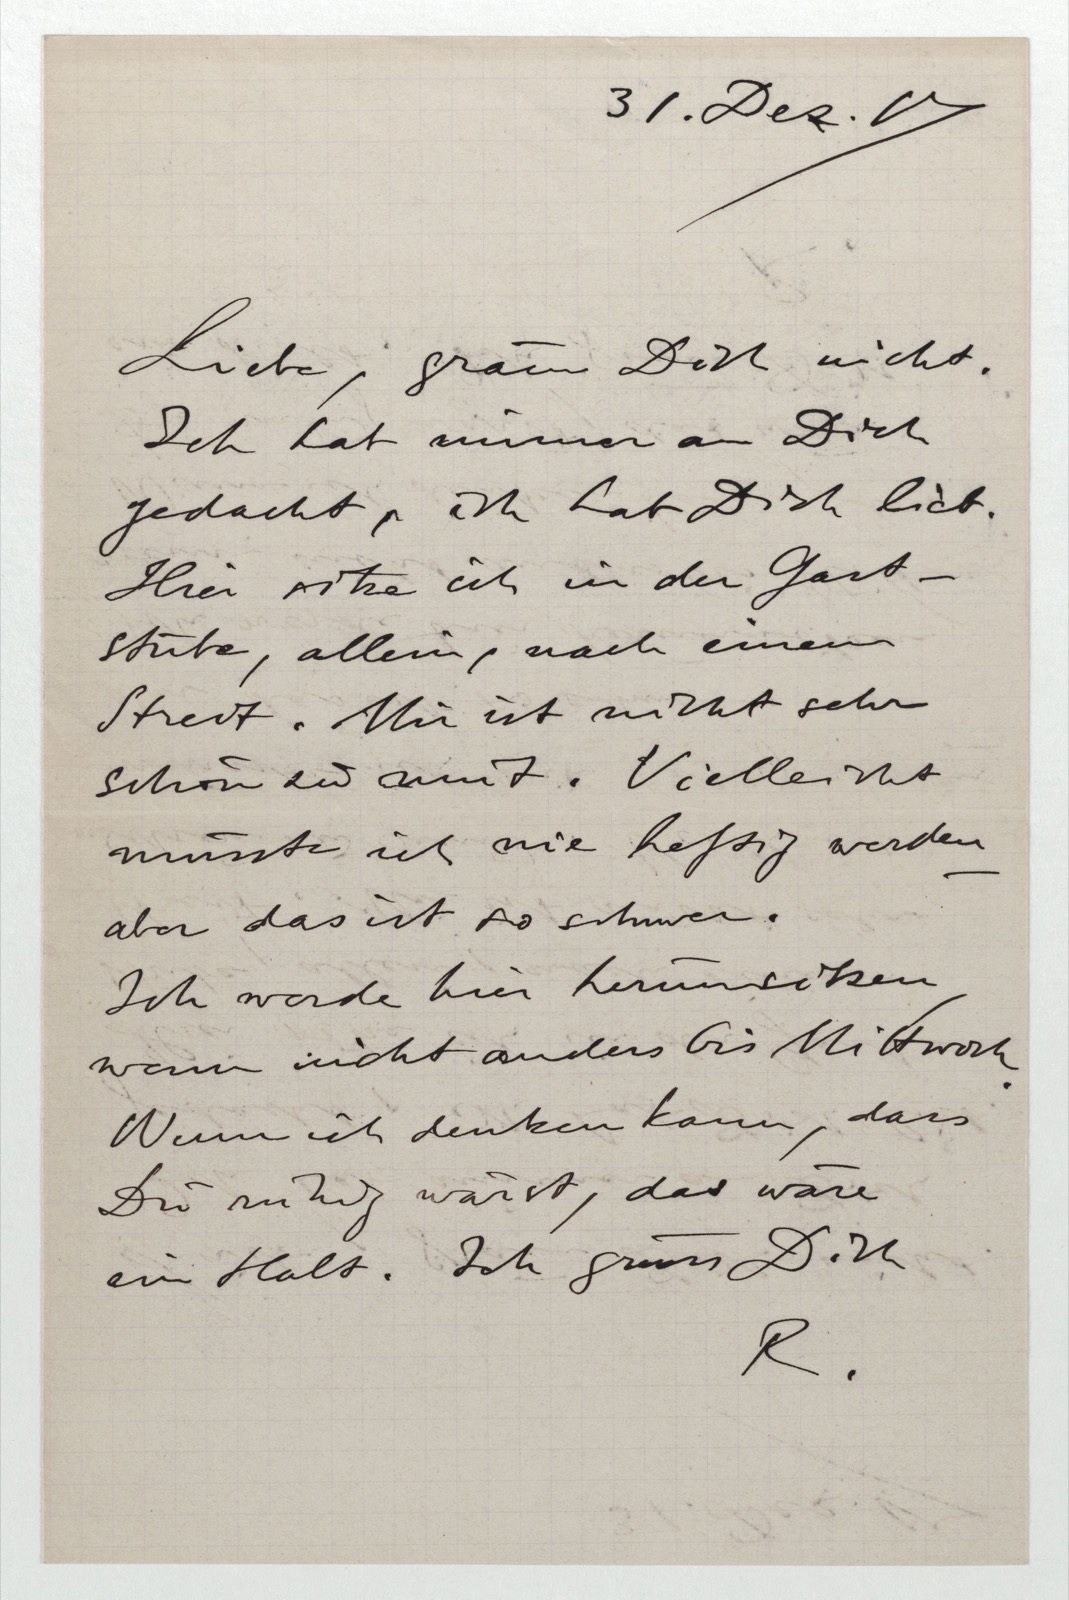 31. Dez. 17
Liebe, gräm Dich nicht.
Ich hab immer an Dich
gedacht, ich hab Dich lieb.
Hier sitze ich in der Gast-
stube, allein, nach einem
Streit. Mir ist nicht sehr
schön zu mut. Vielleicht
müsste ich nie heftig werden
aber das ist so schwer.
Ich werde hier herumsitzen
wenn nicht anders bis Mittwoch.
Wenn ich denken kann, dass
Du ruhig wärst, das wäre
ein Halt. Ich grüss Dich
R.